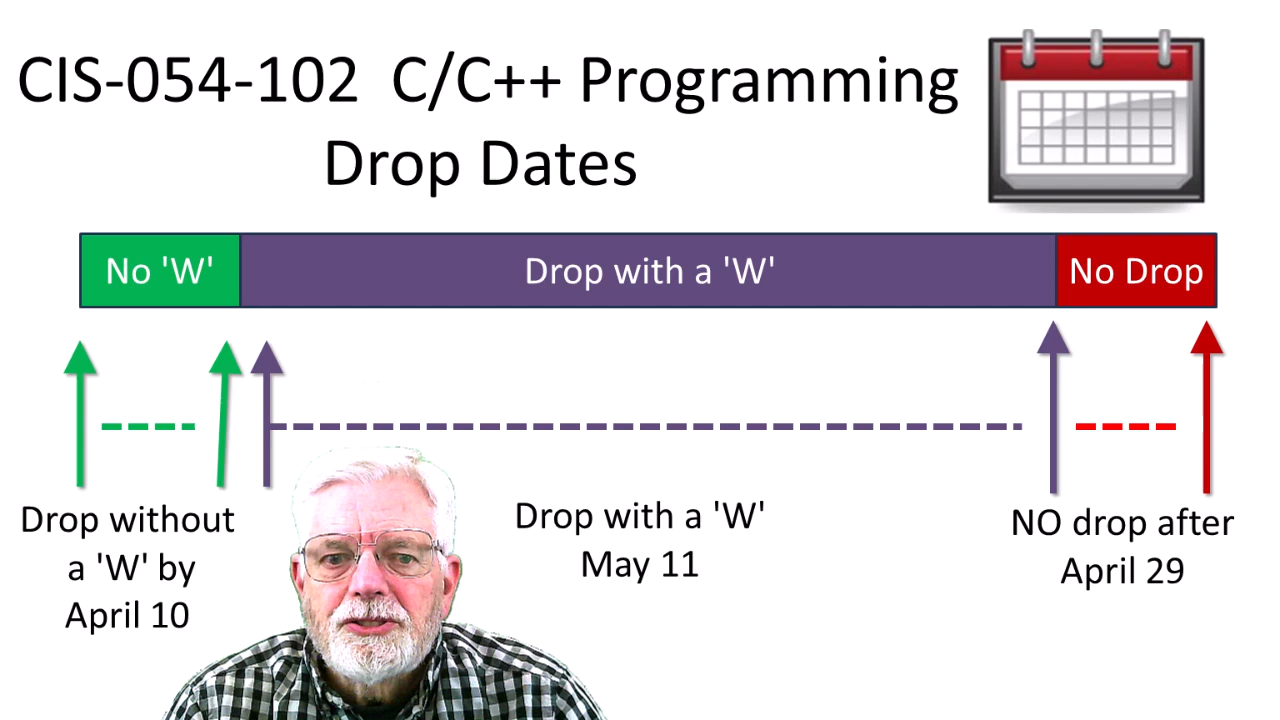 CIS-054-102 C/C++ Programming
Drop Dates
No 'W'
Drop with a 'W'
No Drop
Drop without
a 'W' by
April 10
Drop with a 'W'
May 11
NO drop after
April 29